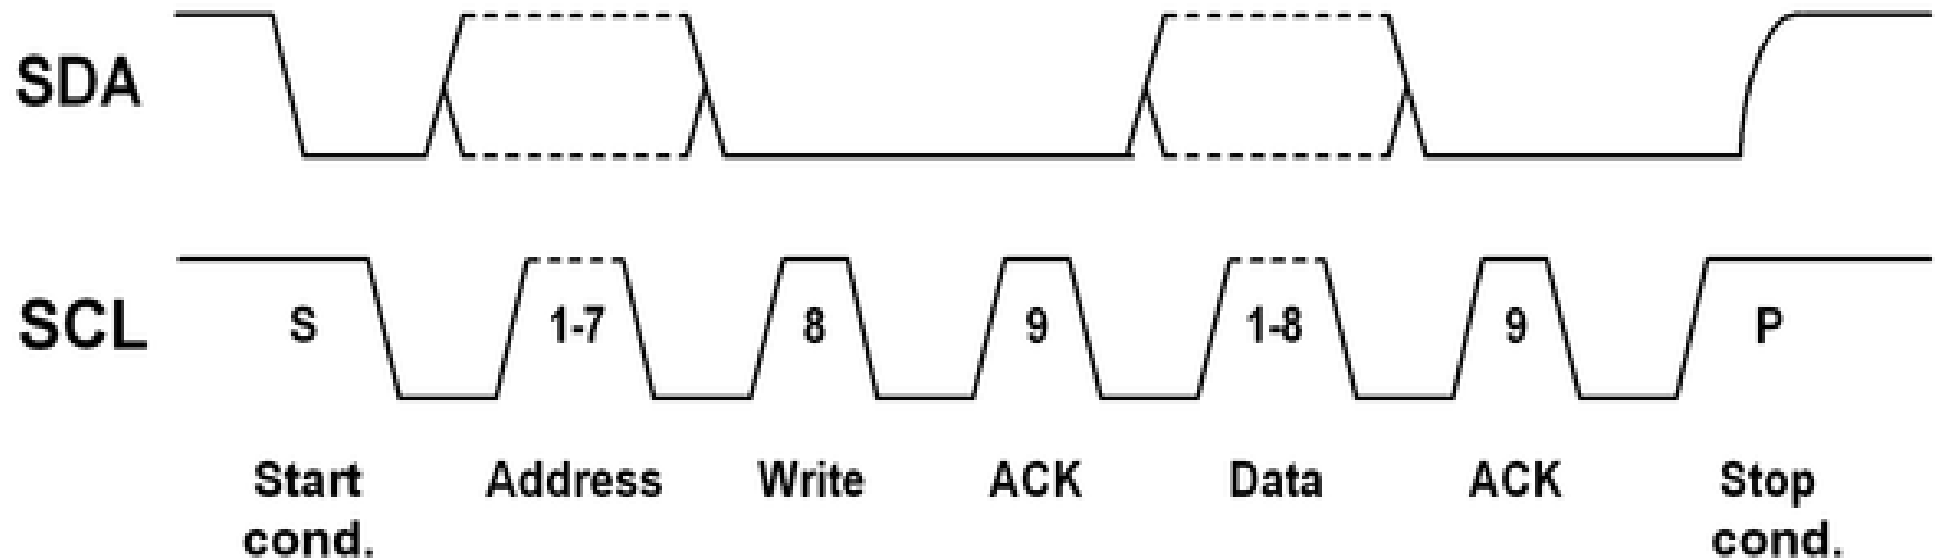 SDA
SCL
S 1-7 8 9 1-8 9 P
Start Address Write ACK Data ACK Stop
cond. cond.